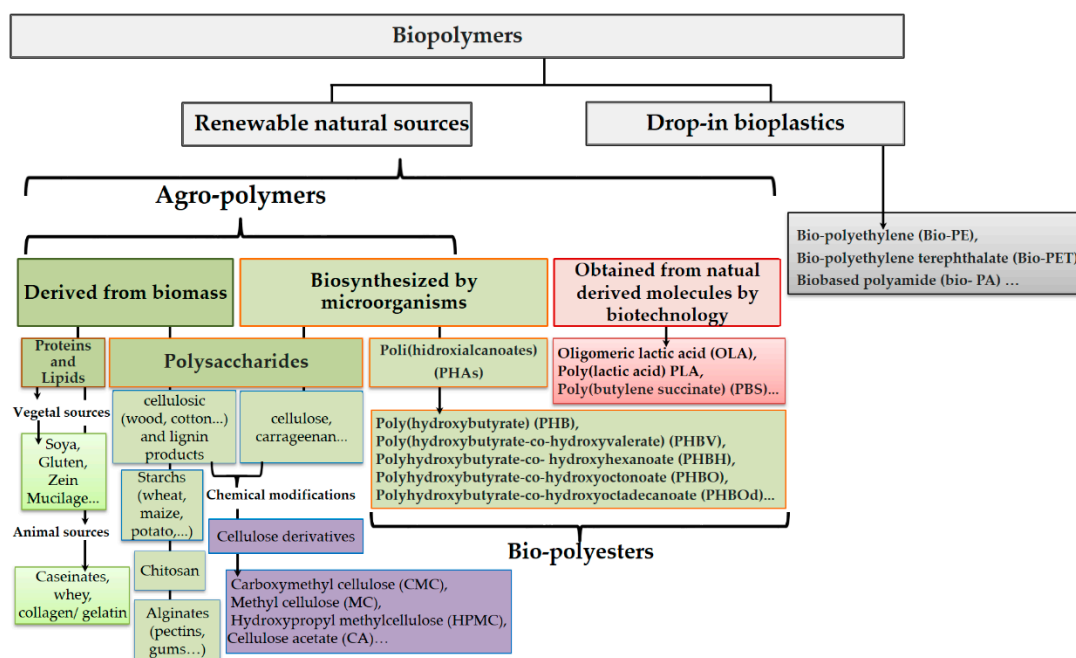 Biopolymers
Renewable natural sources
Drop-in bioplastics
Agro-polymers
Bio-polyethylene (Bio-PE),
Bio-polyethylene terephthalate (Bio-PET)
Biobased polyamide (bio- PA) ...
Derived from biomass
Biosynthesized by
microorganisms
Obtained from natual
derived molecules by
biotechnology
Proteins
and
Lipids
Polysaccharides
Poli(hidroxialcanoates)
(PHAs)
Oligomeric lactic acid (OLA),
Poly(lactic acid) PLA,
Poly(butylene succinate) (PBS)...
Vegetal sources
Soya,
Gluten,
Zein
Mucilage...
Animal sources
Caseinates,
whey,
collagen/ gelatin
cellulosic
(wood, cotton...)
and lignin
products
cellulose,
carrageenan...
Starchs
(wheat,
maize,
potato,...)
Chitosan
Alginates
(pectins,
gums...)
Chemical modifications
Cellulose derivatives
Carboxymethyl cellulose (CMC),
Methyl cellulose (MC),
Hydroxypropyl methylcellulose (HPMC),
Cellulose acetate (CA)...
Poly(hydroxybutyrate) (PHB),
Poly(hydroxybutyrate-co-hydroxyvalerate) (PHBV)
Polyhydroxybutyrate-co- hydroxyhexanoate (PHBH),
Polyhydroxybutyrate-co-hydroxyoctonoate (PHBO),
Polyhydroxybutyrate-co-hydroxyoctadecanoate (PHBOd)...
Bio-polyesters